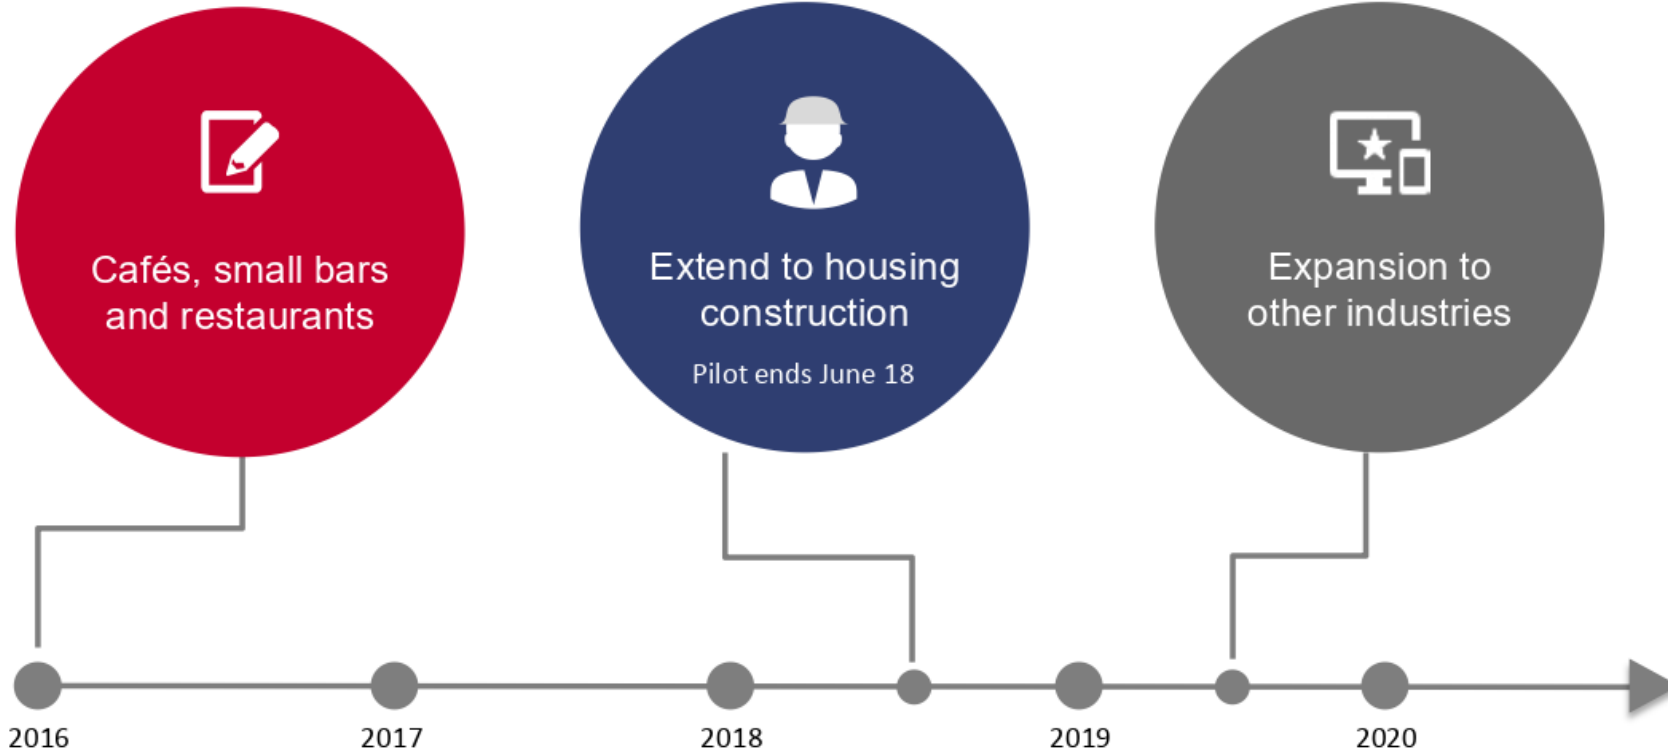 Cafés, small bars
and restaurants
Extend to housing
construction
Pilot ends June 18
Expansion to
other industries
2016
2017
2018
2019
2020